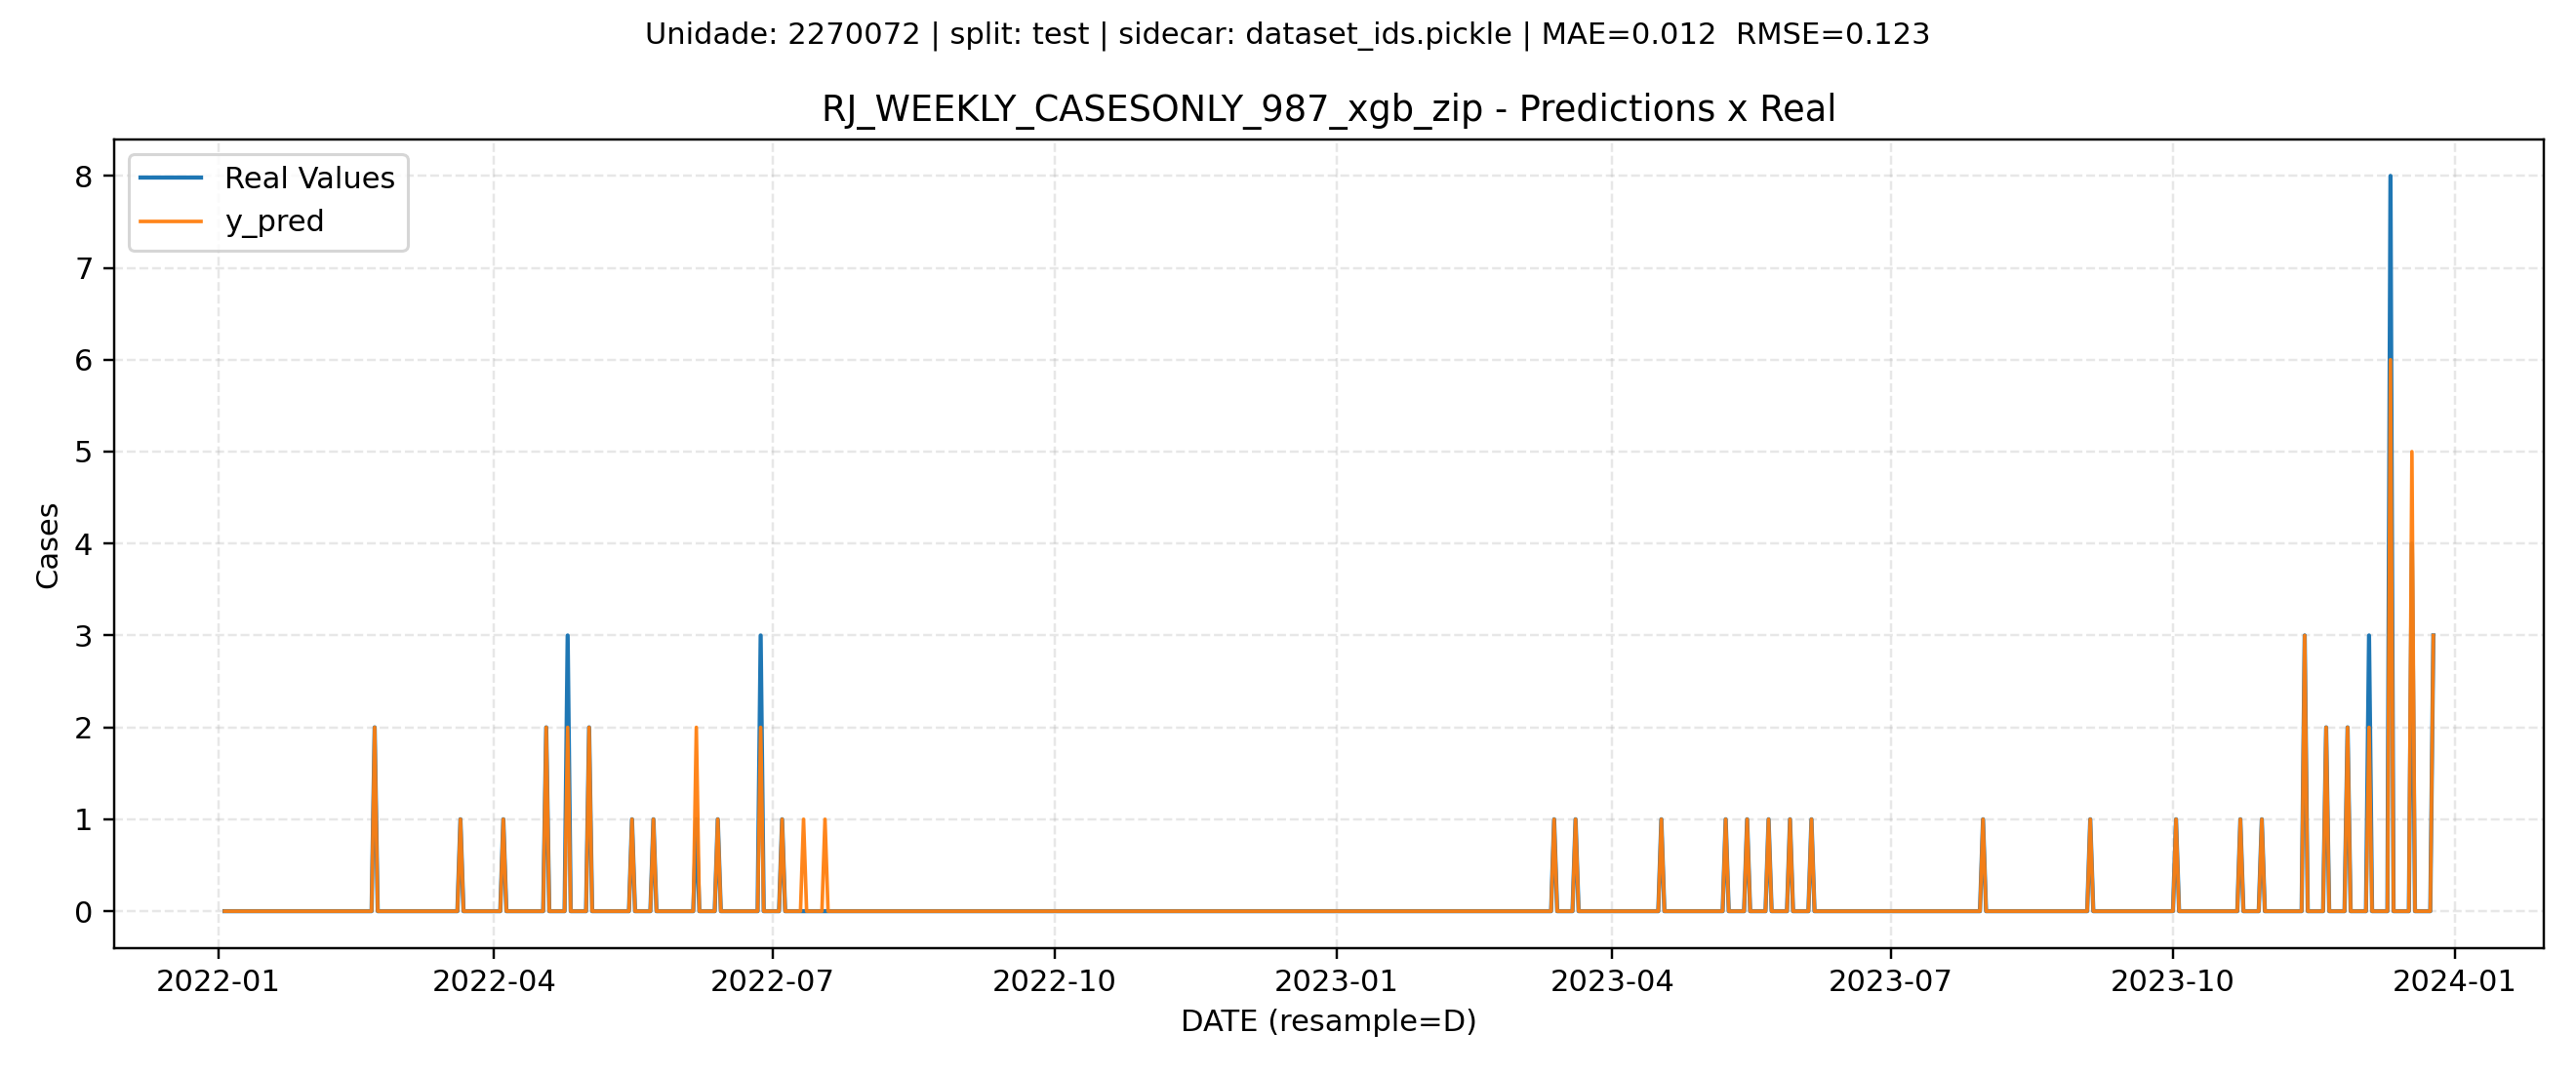 Unidade: 2270072 | split: test | sidecar: dataset_ids.pickle | MAE=0.012  RMSE=0.123
RJ_WEEKLY_CASESONLY_987_xgb_zip - Predictions x Real
Real Values
y_pred
8
7
6
5
4
3
2
1
0
Cases
2022-01 2022-04 2022-07 2022-10 2023-01 2023-04 2023-07 2023-10 2024-01
DATE (resample=D)